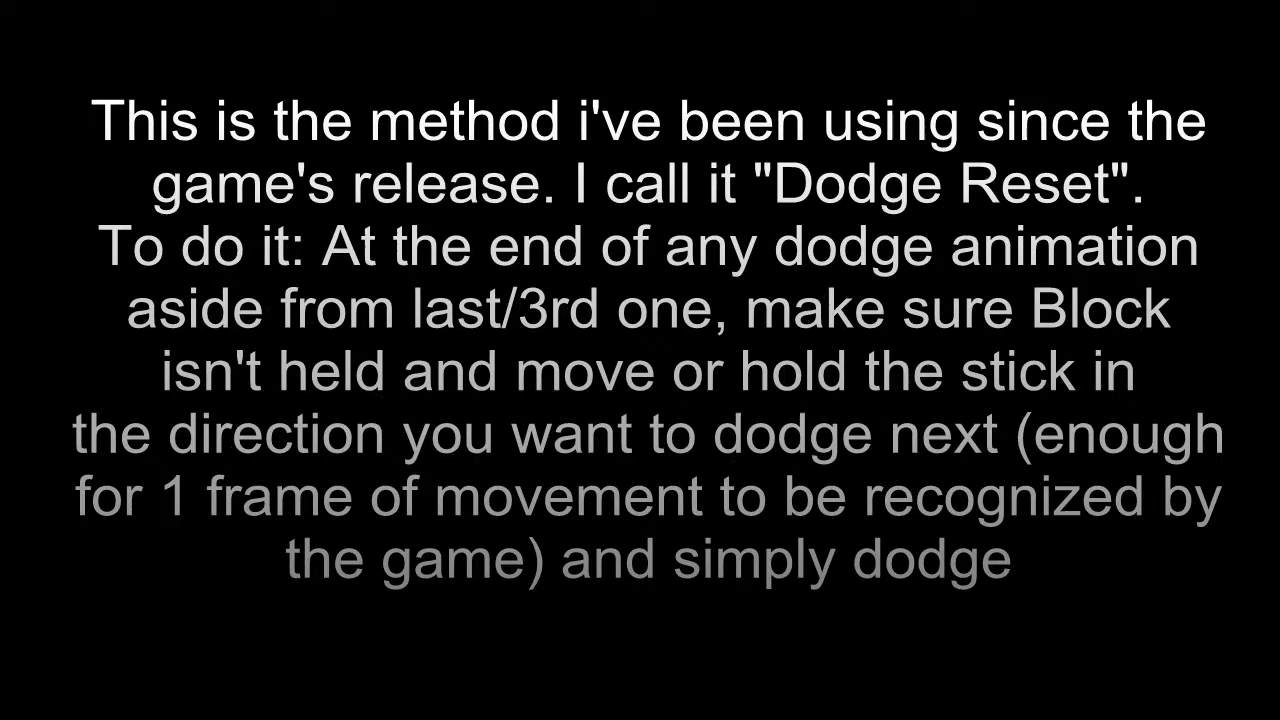 This is the method i've been using since the
game's release. I call it "Dodge Reset".
To do it: At the end of any dodge animation
aside from last/3rd one, make sure Block
isn't held and move or hold the stick in
the direction you want to dodge next (enough
for 1 frame of movement to be recognized by
the game) and simply dodge